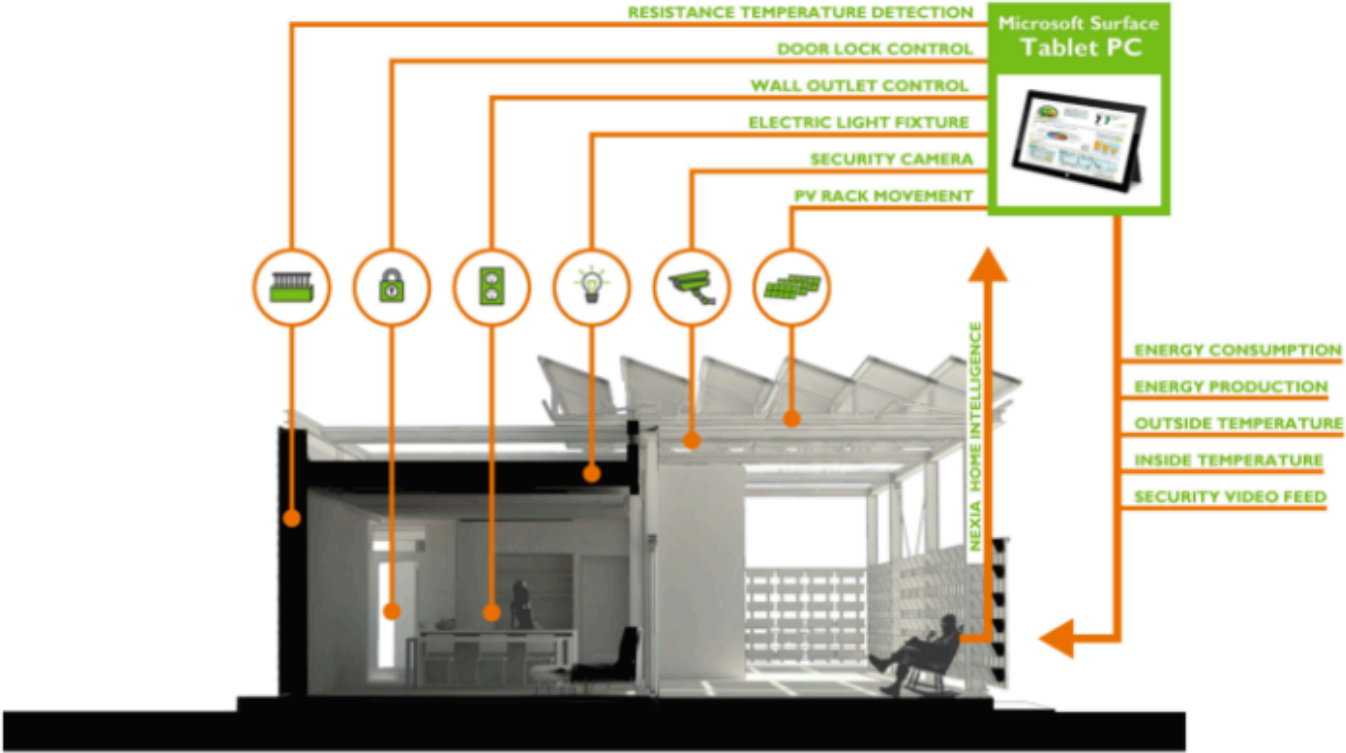 RESISTANCE TEMPERATURE DETECTION
DOOR LOCK CONTROL
WALL OUTLET CONTROL
ELECTRIC LIGHT FIXTURE
SECURITY CAMERA
PV RACK MOVEMENT
Microsoft Surface
Tablet PC
NEXIA HOME INTELLIGENCE
ENERGY CONSUMPTION
ENERGY PRODUCTION
OUTSIDE TEMPERATURE
INSIDE TEMPERATURE
SECURITY VIDEO FEED